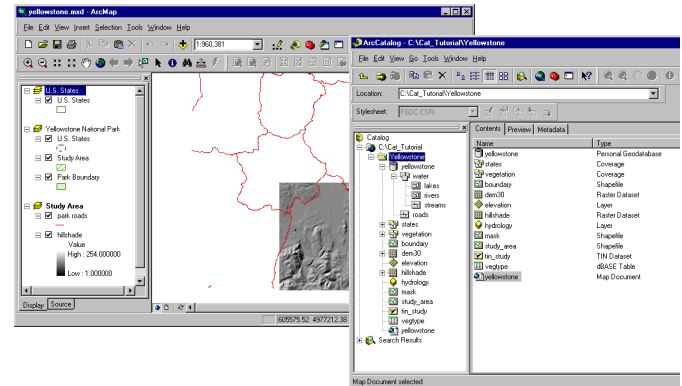 yellowstone.mxd - ArcMap
File Edit View Insert Selection Tools Window Help
1:960,381
U.S. States
U.S. States
Yellowstone National Park
U.S. States
Study Area
Park Boundary
Study Area
park roads
hillshade
Value
High : 254.000000
Low : 1.000000
Display Source
605575.52 4977212.38
ArcCatalog - C:\Cat_Tutorial\Yellowstone
File Edit View Go Tools Window Help
Location: C:\Cat_Tutorial\Yellowstone
Stylesheet: FGDC ESRI
Catalog
C:\Cat_Tutorial
Yellowstone
yellowstone
water
lakes
rivers
streams
roads
states
vegetation
boundary
dem30
elevation
hillshade
hydrology
mask
study_area
tin_study
vegtype
yellowstone
Search Results
Contents Preview Metadata
Name Type
yellowstone Personal Geodatabase
states Coverage
vegetation Coverage
boundary Shapefile
dem30 Raster Dataset
elevation Layer
hillshade Raster Dataset
hydrology Layer
mask Shapefile
study_area Shapefile
tin_study TIN Dataset
vegtype dBASE Table
yellowstone Map Document
Map Document selected